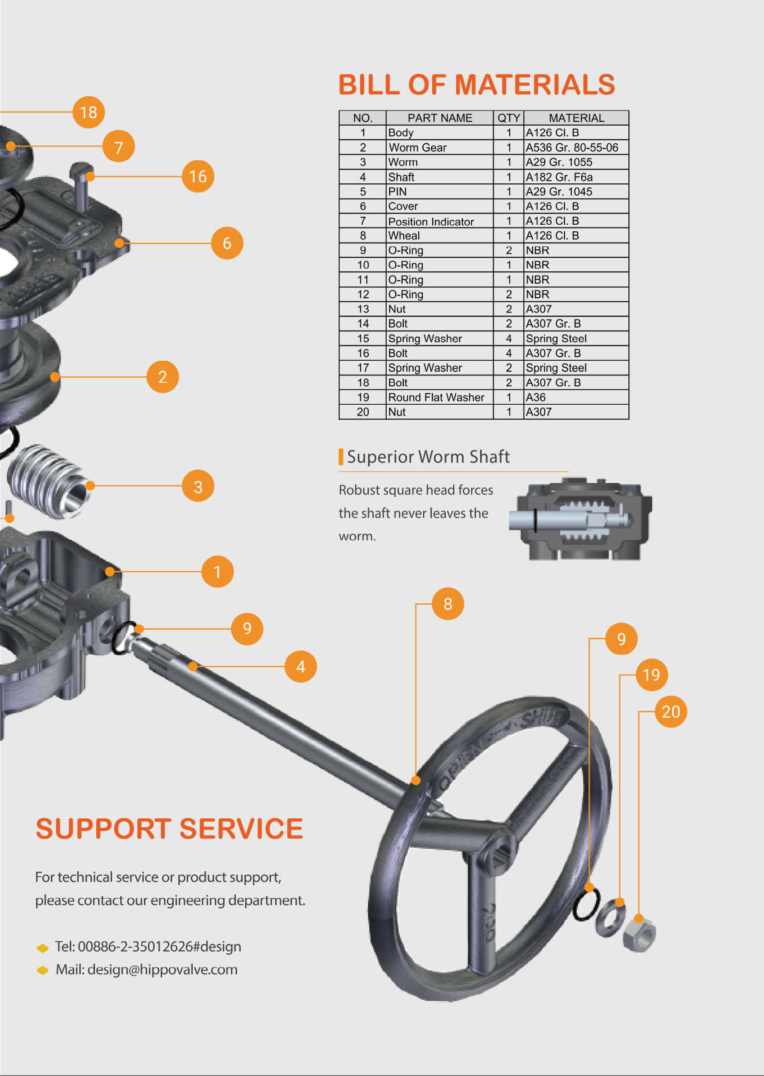 BILL OF MATERIALS
NO. PART NAME QTY MATERIAL
1 Body 1 A126 Cl. B
2 Worm Gear 1 A536 Gr. 80-55-06
3 Worm 1 A29 Gr. 1055
4 Shaft 1 A182 Gr. F6a
5 PIN 1 A29 Gr. 1045
6 Cover 1 A126 Cl. B
7 Position Indicator 1 A126 Cl. B
8 Wheal 1 A126 Cl. B
9 O-Ring 2 NBR
10 O-Ring 1 NBR
11 O-Ring 1 NBR
12 O-Ring 2 NBR
13 Nut 2 A307
14 Bolt 2 A307 Gr. B
15 Spring Washer 4 Spring Steel
16 Bolt 4 A307 Gr. B
17 Spring Washer 2 Spring Steel
18 Bolt 2 A307 Gr. B
19 Round Flat Washer 1 A36
20 Nut 1 A307
18
7
16
6
2
3
1
9
4
Superior Worm Shaft
Robust square head forces
the shaft never leaves the
worm.
8
9
19
20
OPEN
SHUT
SUPPORT SERVICE
For technical service or product support,
please contact our engineering department.
Tel: 00886-2-35012626#design
Mail: design@hippovalve.com